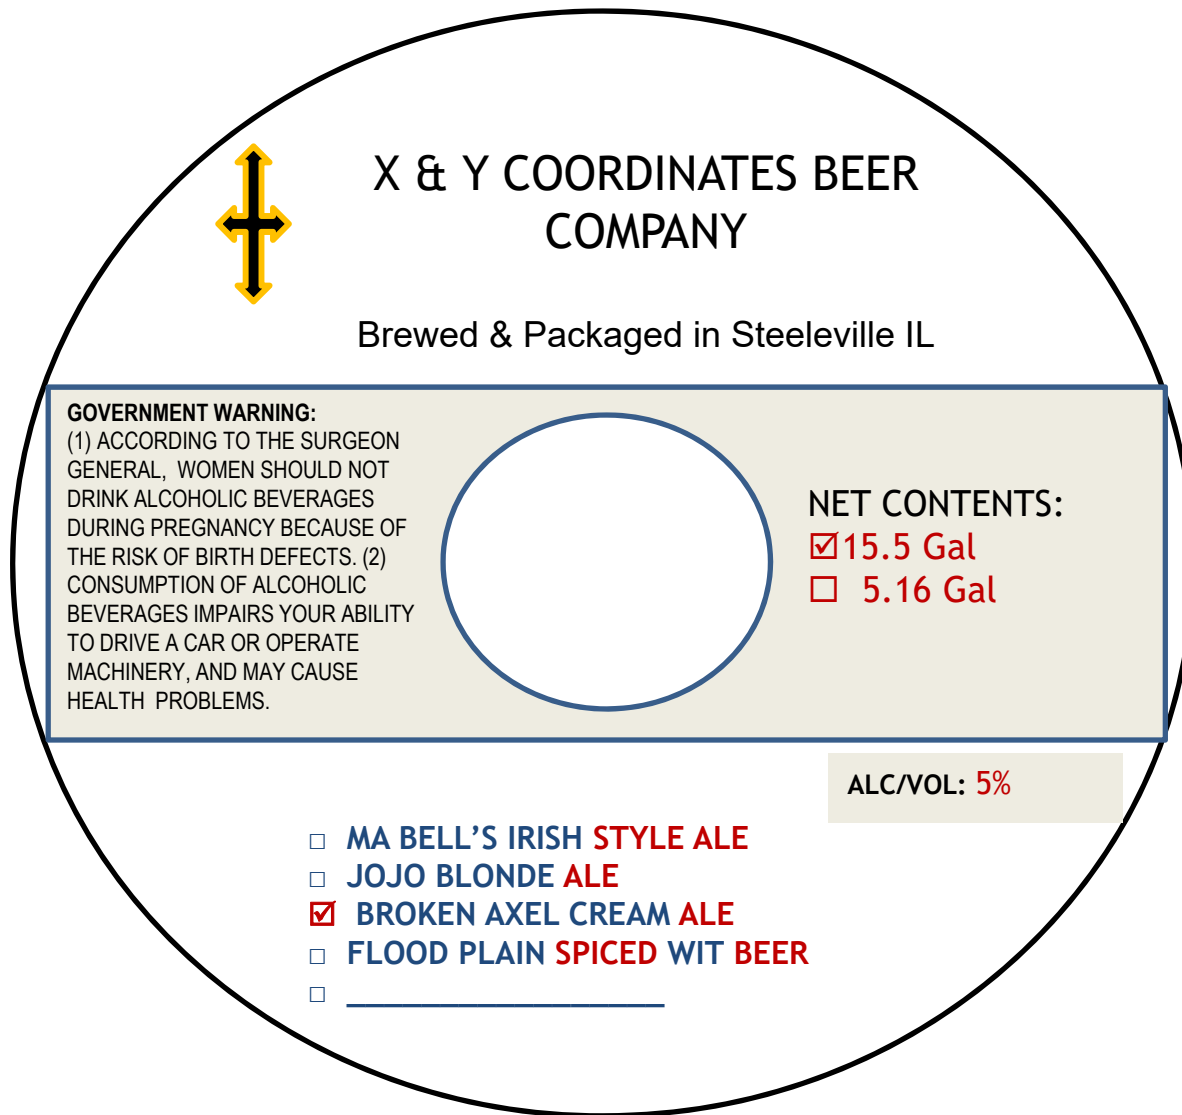 X & Y COORDINATES BEER
COMPANY
Brewed & Packaged in Steeleville IL
GOVERNMENT WARNING:
(1) ACCORDING TO THE SURGEON
GENERAL,  WOMEN SHOULD NOT
DRINK ALCOHOLIC BEVERAGES
DURING PREGNANCY BECAUSE OF
THE RISK OF BIRTH DEFECTS. (2)
CONSUMPTION OF ALCOHOLIC
BEVERAGES IMPAIRS YOUR ABILITY
TO DRIVE A CAR OR OPERATE
MACHINERY, AND MAY CAUSE
HEALTH  PROBLEMS.
NET CONTENTS:
☑15.5 Gal
☐ 5.16 Gal
ALC/VOL: 5%
☐ MA BELL’S IRISH STYLE ALE
☐ JOJO BLONDE ALE
☑ BROKEN AXEL CREAM ALE
☐ FLOOD PLAIN SPICED WIT BEER
☐ ___________________